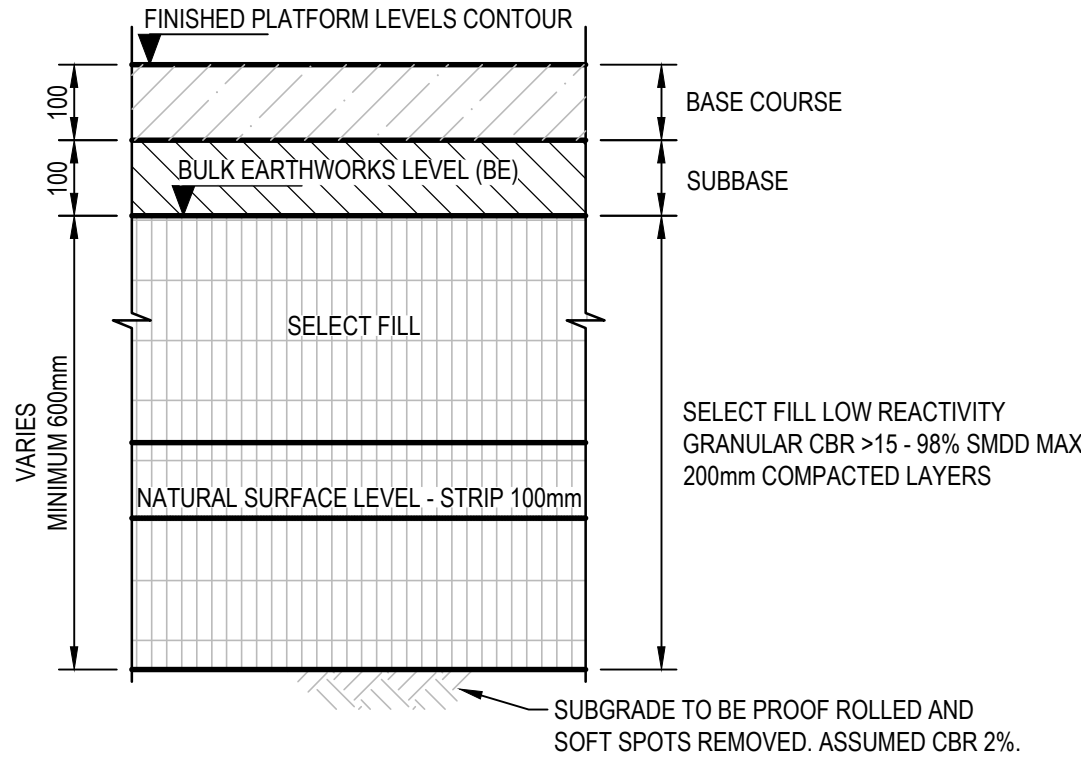 FINISHED PLATFORM LEVELS CONTOUR
100
BASE COURSE
100
BULK EARTHWORKS LEVEL (BE)
SUBBASE
SELECT FILL
VARIES
MINIMUM 600mm
SELECT FILL LOW REACTIVITY
GRANULAR CBR >15 - 98% SMDD MAX
200mm COMPACTED LAYERS
NATURAL SURFACE LEVEL - STRIP 100mm
SUBGRADE TO BE PROOF ROLLED AND
SOFT SPOTS REMOVED. ASSUMED CBR 2%.